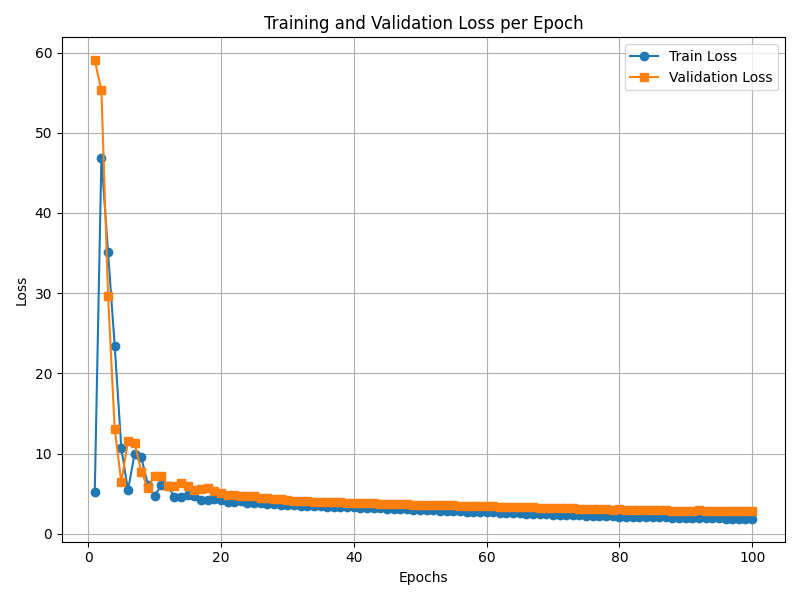 Training and Validation Loss per Epoch
Train Loss
Validation Loss
60
50
40
30
20
10
0
Loss
0 20 40 60 80 100
Epochs